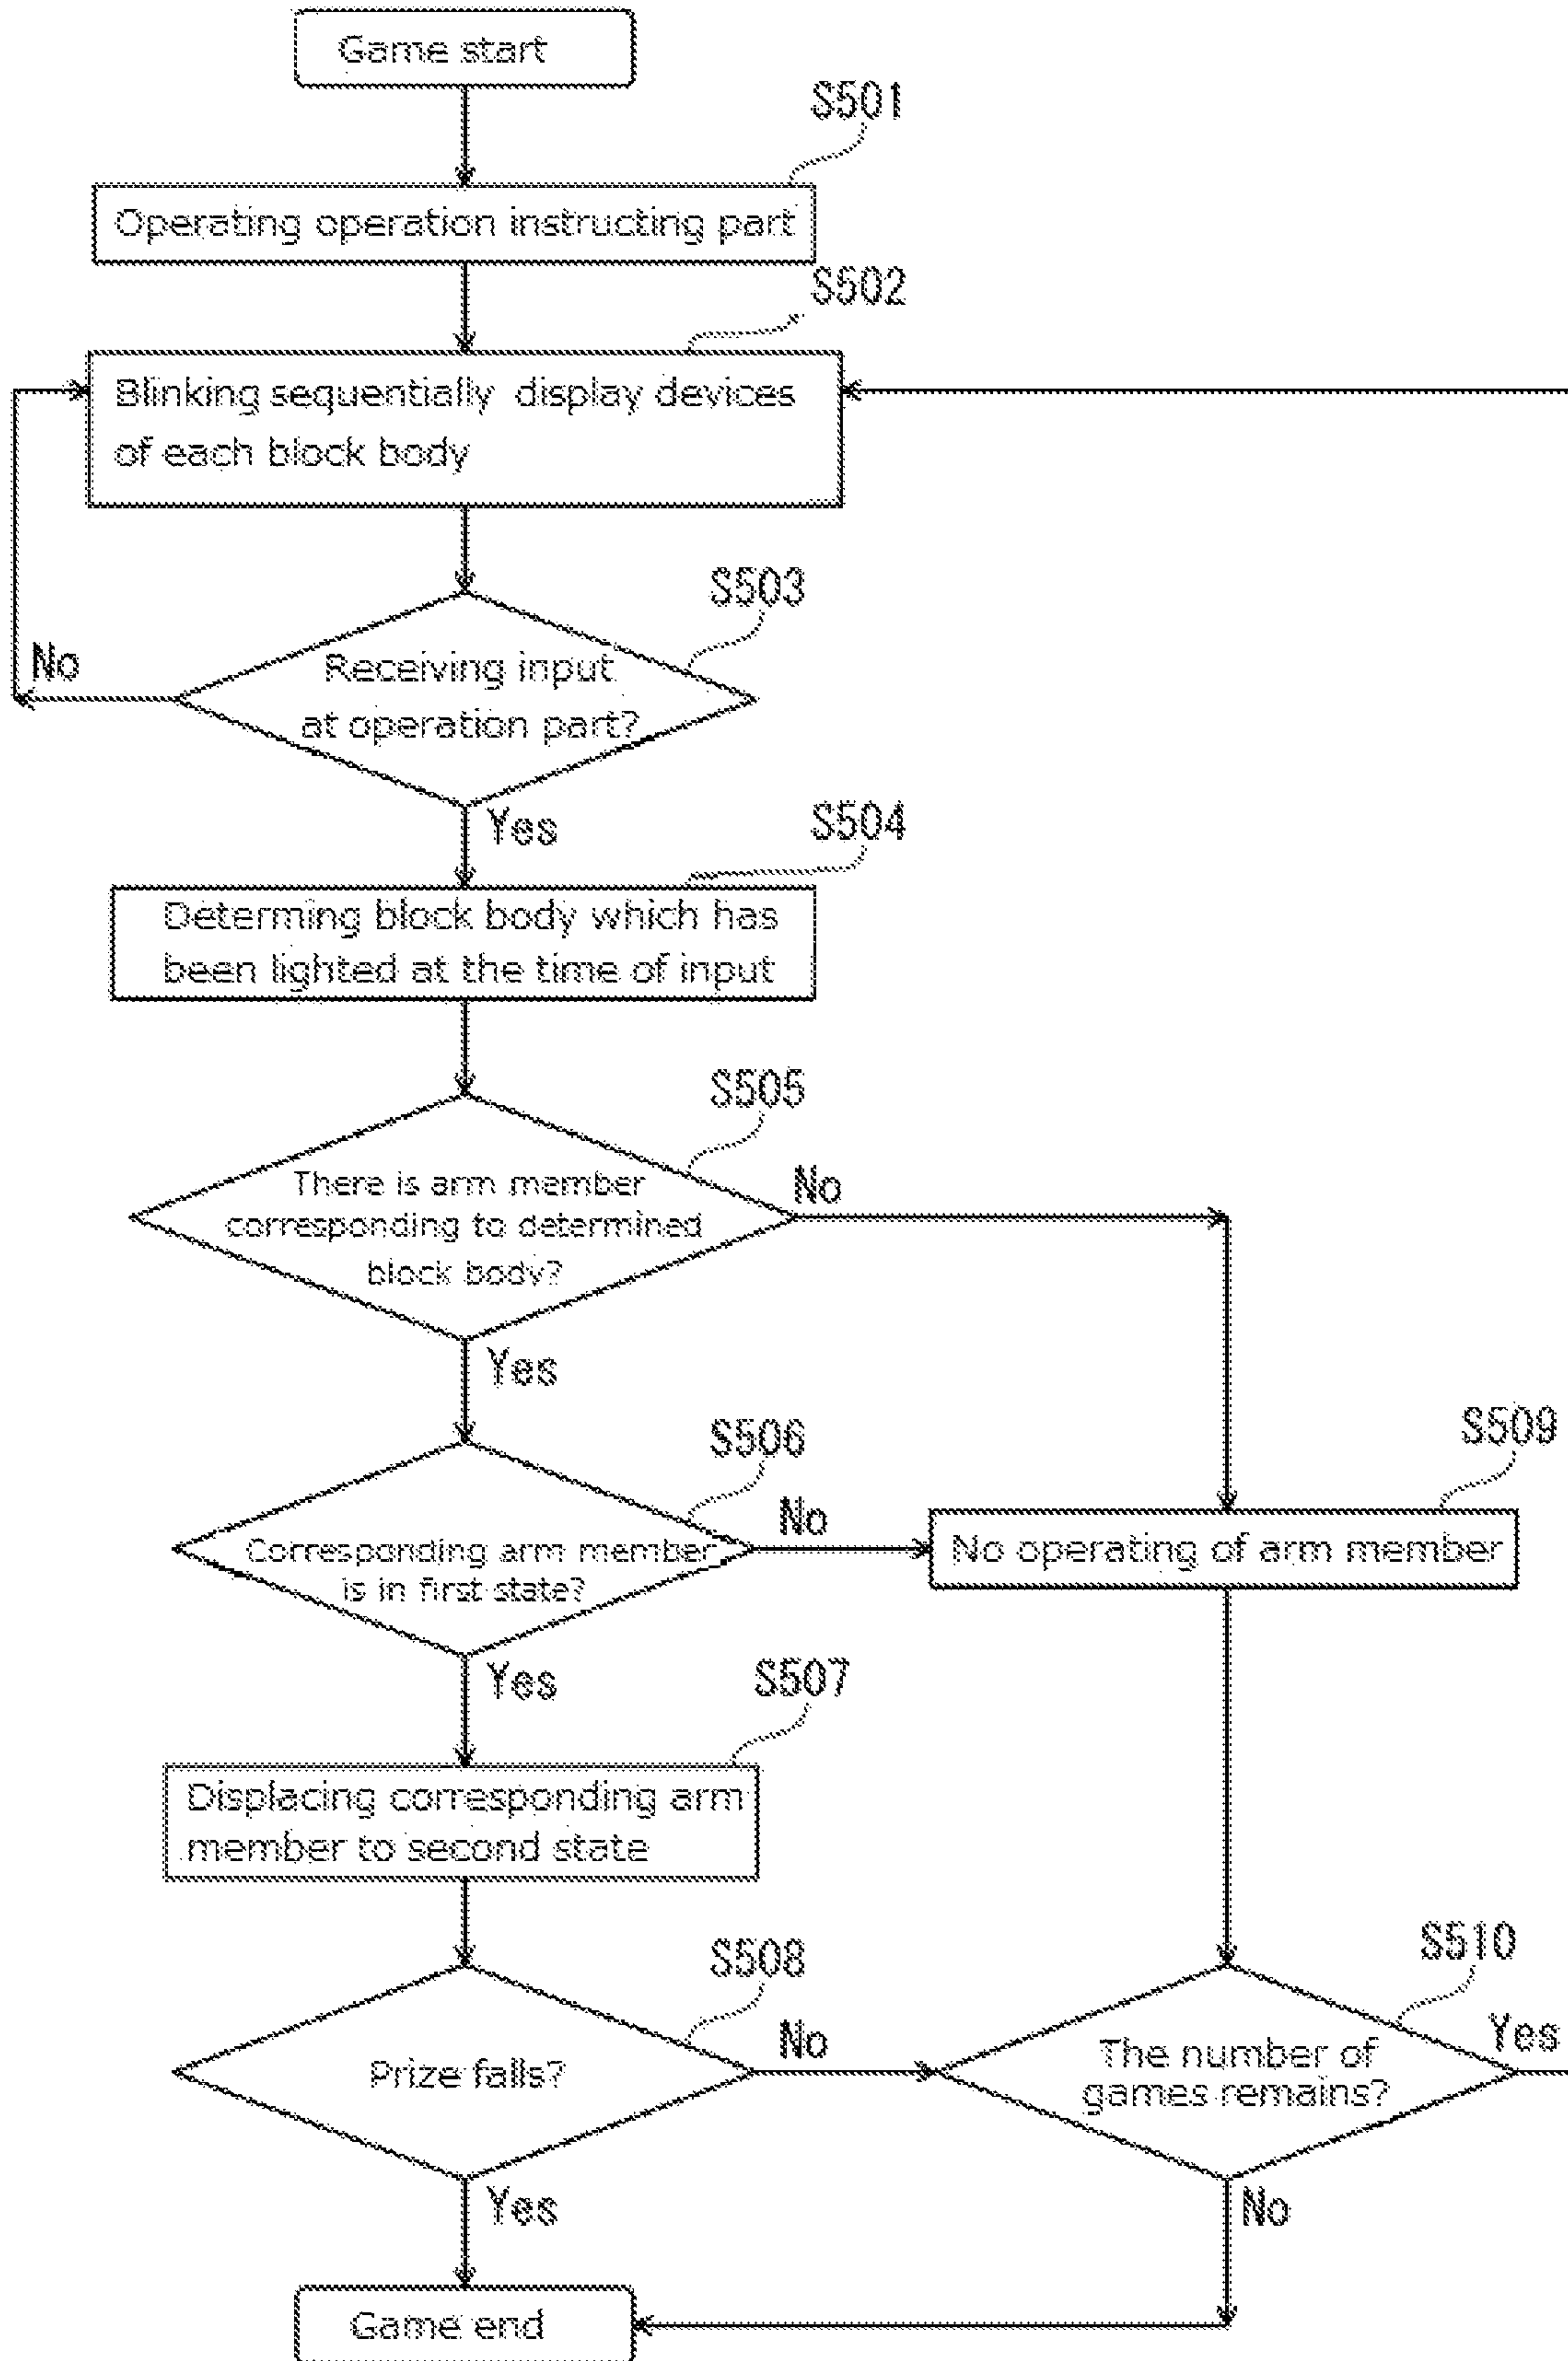 Game start
S501
Operating operation instructing part
S502
Blinking sequentially display devices
of each block body
S503
No
Receiving input
at operation part?
Yes
S504
Determing block body which has
been lighted at the time of input
S505
No
There is arm member
corresponding to determined
block body?
Yes
S506
No
Corresponding arm member
is in first state?
S509
No operating of arm member
Yes
S507
Displacing corresponding arm
member to second state
S508
No
Prize falls?
S510
Yes
The number of
games remains?
Yes
No
Game end